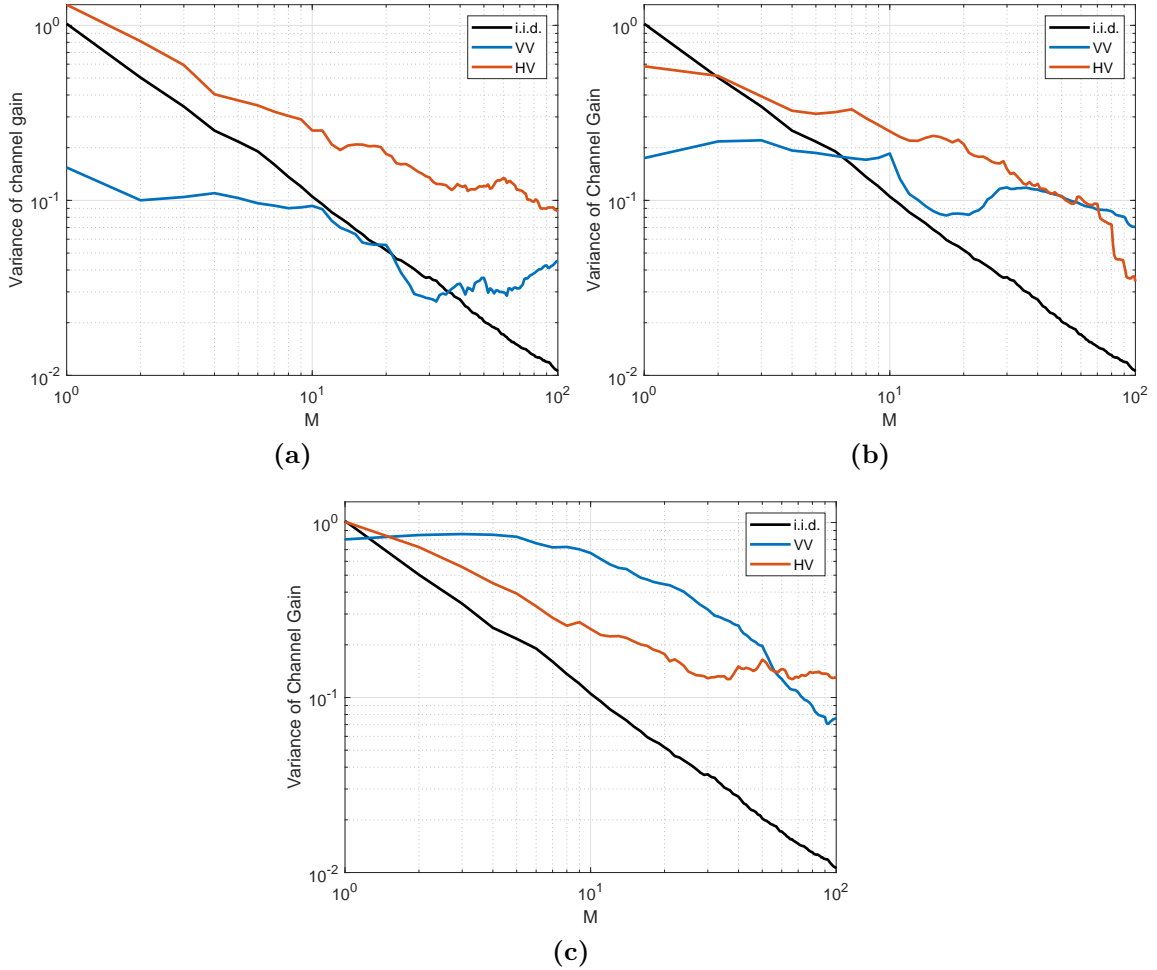 10^0
10^-1
10^-2
Variance of channel gain
10^0
10^1
10^2
M
i.i.d.
VV
HV
(a)
10^0
10^-1
10^-2
Variance of Channel Gain
10^0
10^1
10^2
M
i.i.d.
VV
HV
(b)
10^0
10^-1
10^-2
Variance of Channel Gain
10^0
10^1
10^2
M
i.i.d.
VV
HV
(c)